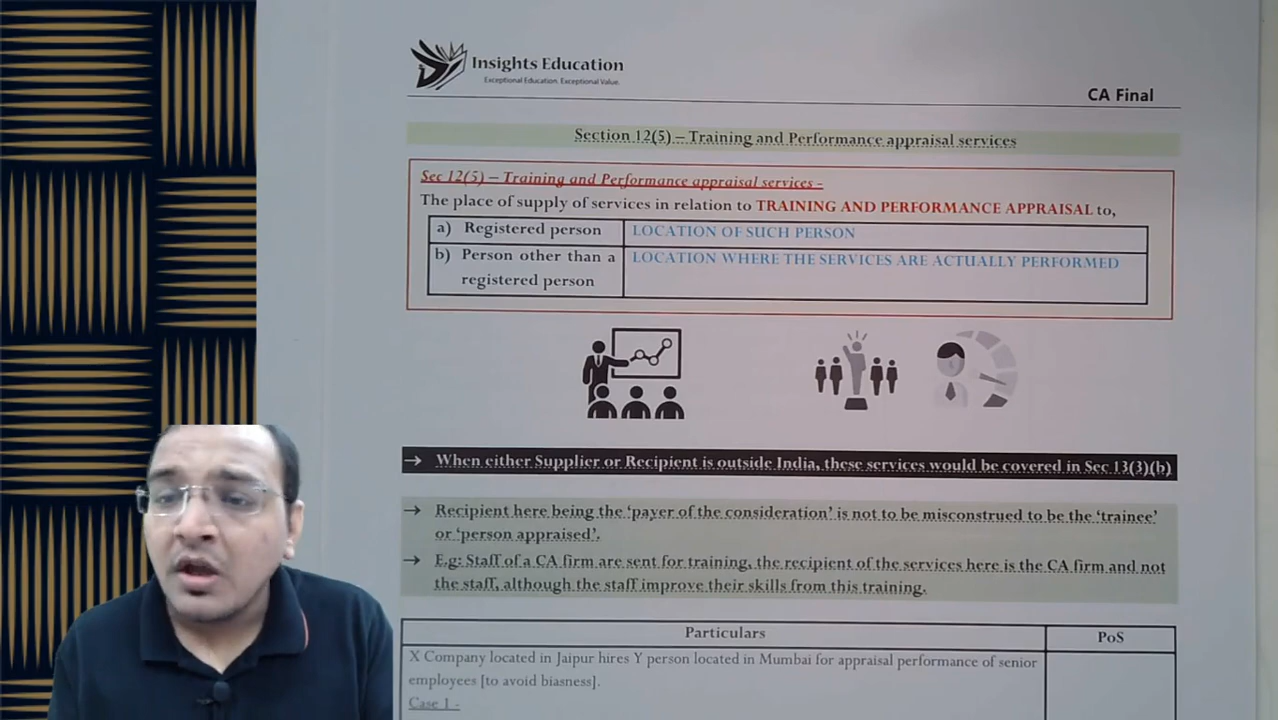 Insights Education
Exceptional Education. Exceptional Value.
CA Final
Section 12(5) – Training and Performance appraisal services
Sec 12(5) – Training and Performance appraisal services -
The place of supply of services in relation to TRAINING AND PERFORMANCE APPRAISAL to,
a) Registered person
LOCATION OF SUCH PERSON
b) Person other than a
registered person
LOCATION WHERE THE SERVICES ARE ACTUALLY PERFORMED
→ When either Supplier or Recipient is outside India, these services would be covered in Sec 13(3)(b)
→ Recipient here being the ‘payer of the consideration’ is not to be misconstrued to be the ‘trainee’
or ‘person appraised’.
→ E.g: Staff of a CA firm are sent for training, the recipient of the services here is the CA firm and not
the staff, although the staff improve their skills from this training.
Particulars
PoS
X Company located in Jaipur hires Y person located in Mumbai for appraisal performance of senior
employees [to avoid biasness].
Case 1 -